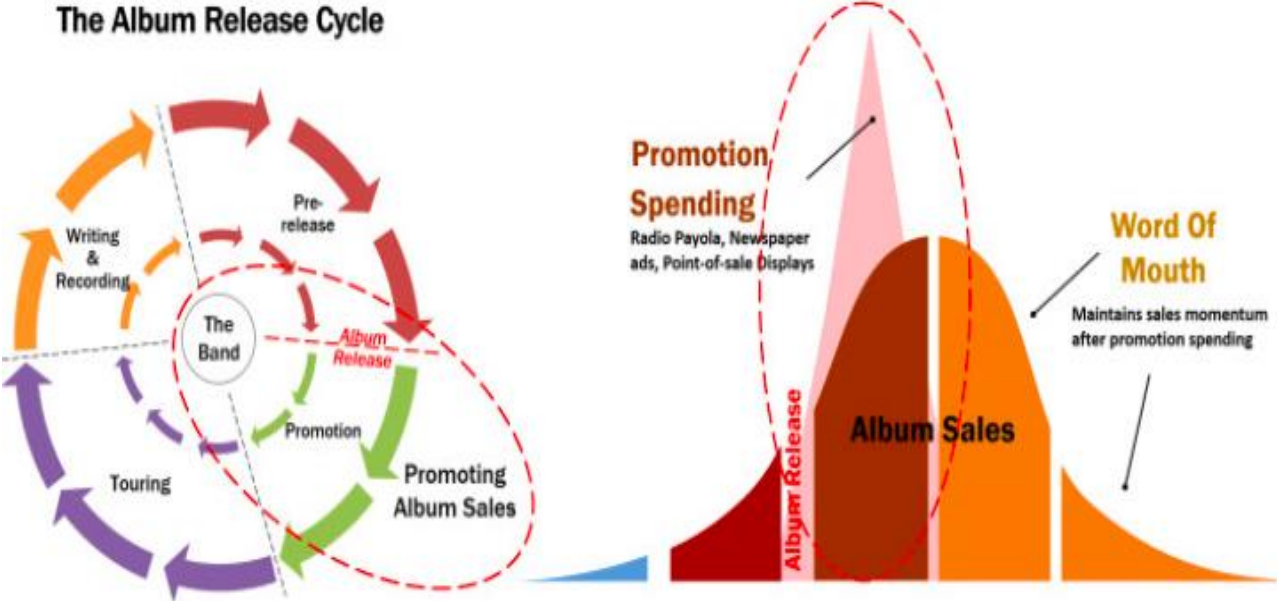 The Album Release Cycle
Pre-
release
Writing
&
Recording
The
Band
Album
Release
Promotion
Touring
Promoting
Album Sales
Promotion
Spending
Radio Payola, Newspaper
ads, Point-of-sale Displays
Album Release
Album Sales
Word Of
Mouth
Maintains sales momentum
after promotion spending